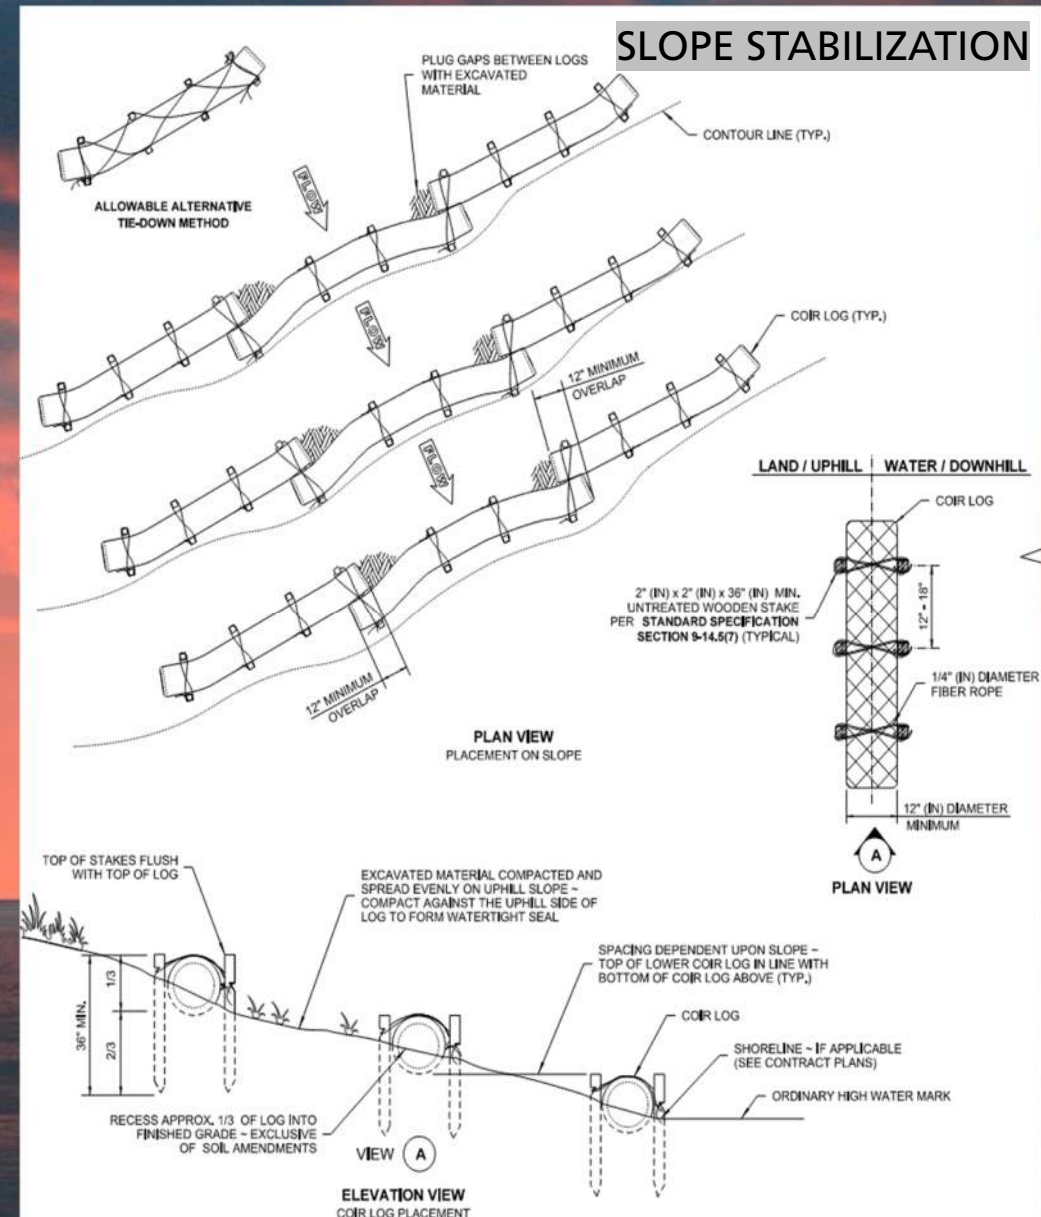 SLOPE STABILIZATION
PLUG GAPS BETWEEN LOGS
WITH EXCAVATED
MATERIAL
CONTOUR LINE (TYP.)
ALLOWABLE ALTERNATIVE
TIE-DOWN METHOD
FLOW
FLOW
COIR LOG (TYP.)
12" MINIMUM
OVERLAP
FLOW
LAND / UPHILL
WATER / DOWNHILL
COIR LOG
2" (IN) x 2" (IN) x 36" (IN) MIN.
UNTREATED WOODEN STAKE
PER STANDARD SPECIFICATION
SECTION 9-14.5(7) (TYPICAL)
12" - 18"
1/4" (IN) DIAMETER
FIBER ROPE
12" MINIMUM
OVERLAP
PLAN VIEW
PLACEMENT ON SLOPE
12" (IN) DIAMETER
MINIMUM
A
PLAN VIEW
TOP OF STAKES FLUSH
WITH TOP OF LOG
EXCAVATED MATERIAL COMPACTED AND
SPREAD EVENLY ON UPHILL SLOPE ~
COMPACT AGAINST THE UPHILL SIDE OF
LOG TO FORM WATERTIGHT SEAL
SPACING DEPENDENT UPON SLOPE ~
TOP OF LOWER COIR LOG IN LINE WITH
BOTTOM OF COIR LOG ABOVE (TYP.)
36" MIN.
1/3
2/3
COIR LOG
SHORELINE ~ IF APPLICABLE
(SEE CONTRACT PLANS)
ORDINARY HIGH WATER MARK
RECESS APPROX. 1/3 OF LOG INTO
FINISHED GRADE ~ EXCLUSIVE
OF SOIL AMENDMENTS
VIEW A
ELEVATION VIEW
COIR LOG PLACEMENT